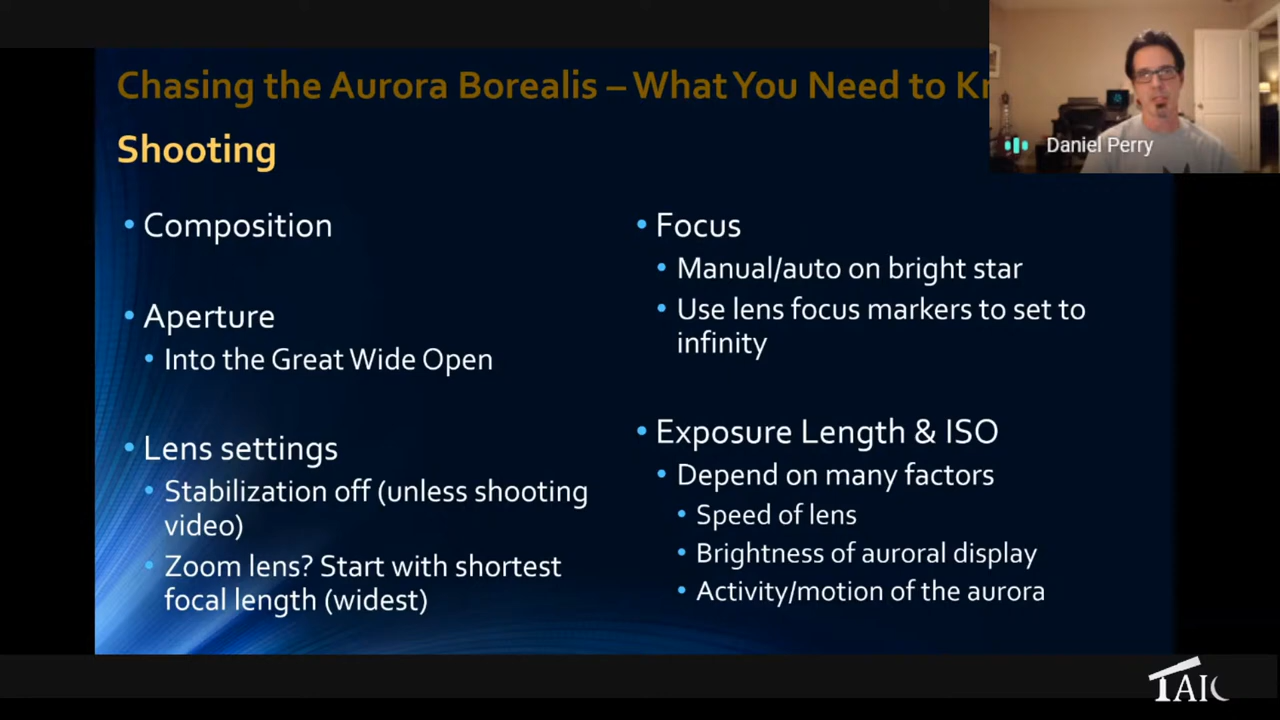 Chasing the Aurora Borealis – What You Need to
Daniel Perry
Shooting
• Composition
• Aperture
• Into the Great Wide Open
• Lens settings
• Stabilization off (unless shooting
video)
• Zoom lens? Start with shortest
focal length (widest)
• Focus
• Manual/auto on bright star
• Use lens focus markers to set to
infinity
• Exposure Length & ISO
• Depend on many factors
• Speed of lens
• Brightness of auroral display
• Activity/motion of the aurora
TAIC